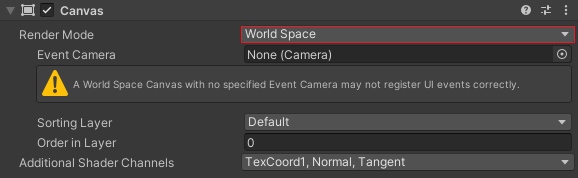 Canvas
Render Mode World Space
Event Camera None (Camera)
A World Space Canvas with no specified Event Camera may not register UI events correctly.
Sorting Layer Default
Order in Layer 0
Additional Shader Channels TexCoord1, Normal, Tangent